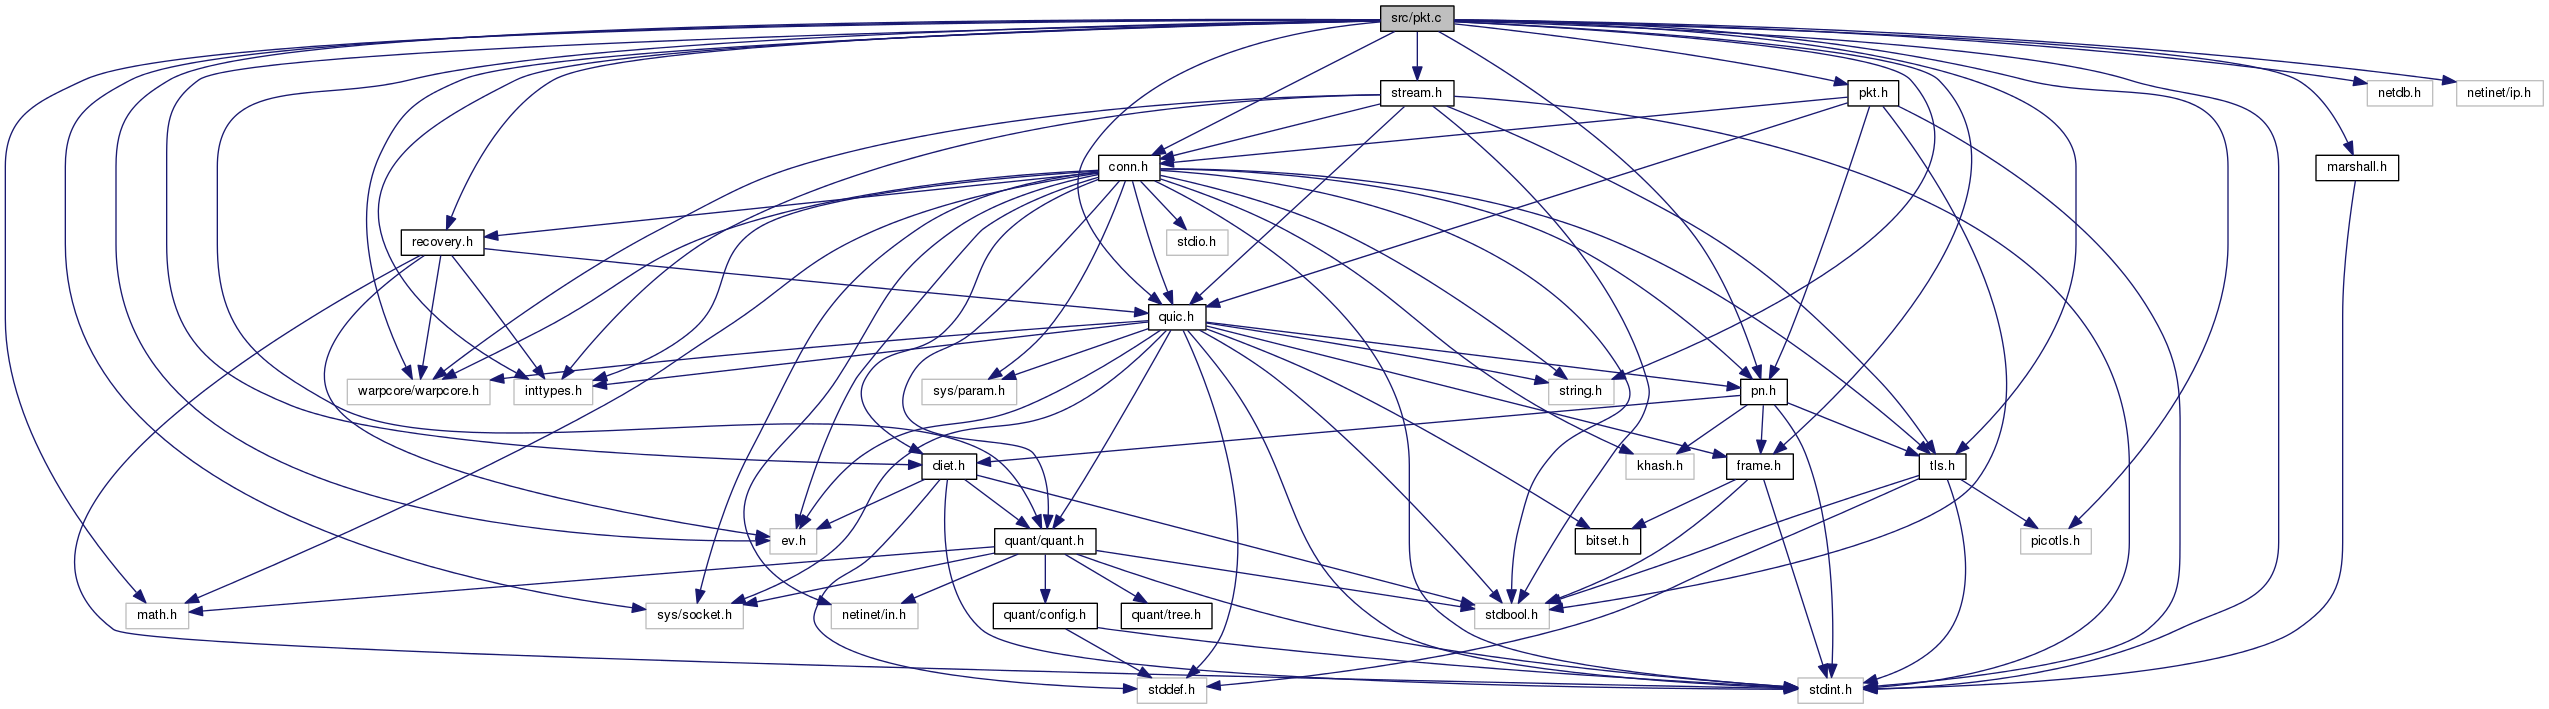 src/pkt.c
stream.h
pkt.h
netdb.h
netinet/ip.h
conn.h
marshall.h
recovery.h
stdio.h
quic.h
warpcore/warpcore.h
inttypes.h
sys/param.h
string.h
pn.h
diet.h
khash.h
frame.h
tls.h
ev.h
quant/quant.h
bitset.h
picotls.h
math.h
sys/socket.h
netinet/in.h
quant/config.h
quant/tree.h
stdbool.h
stddef.h
stdint.h